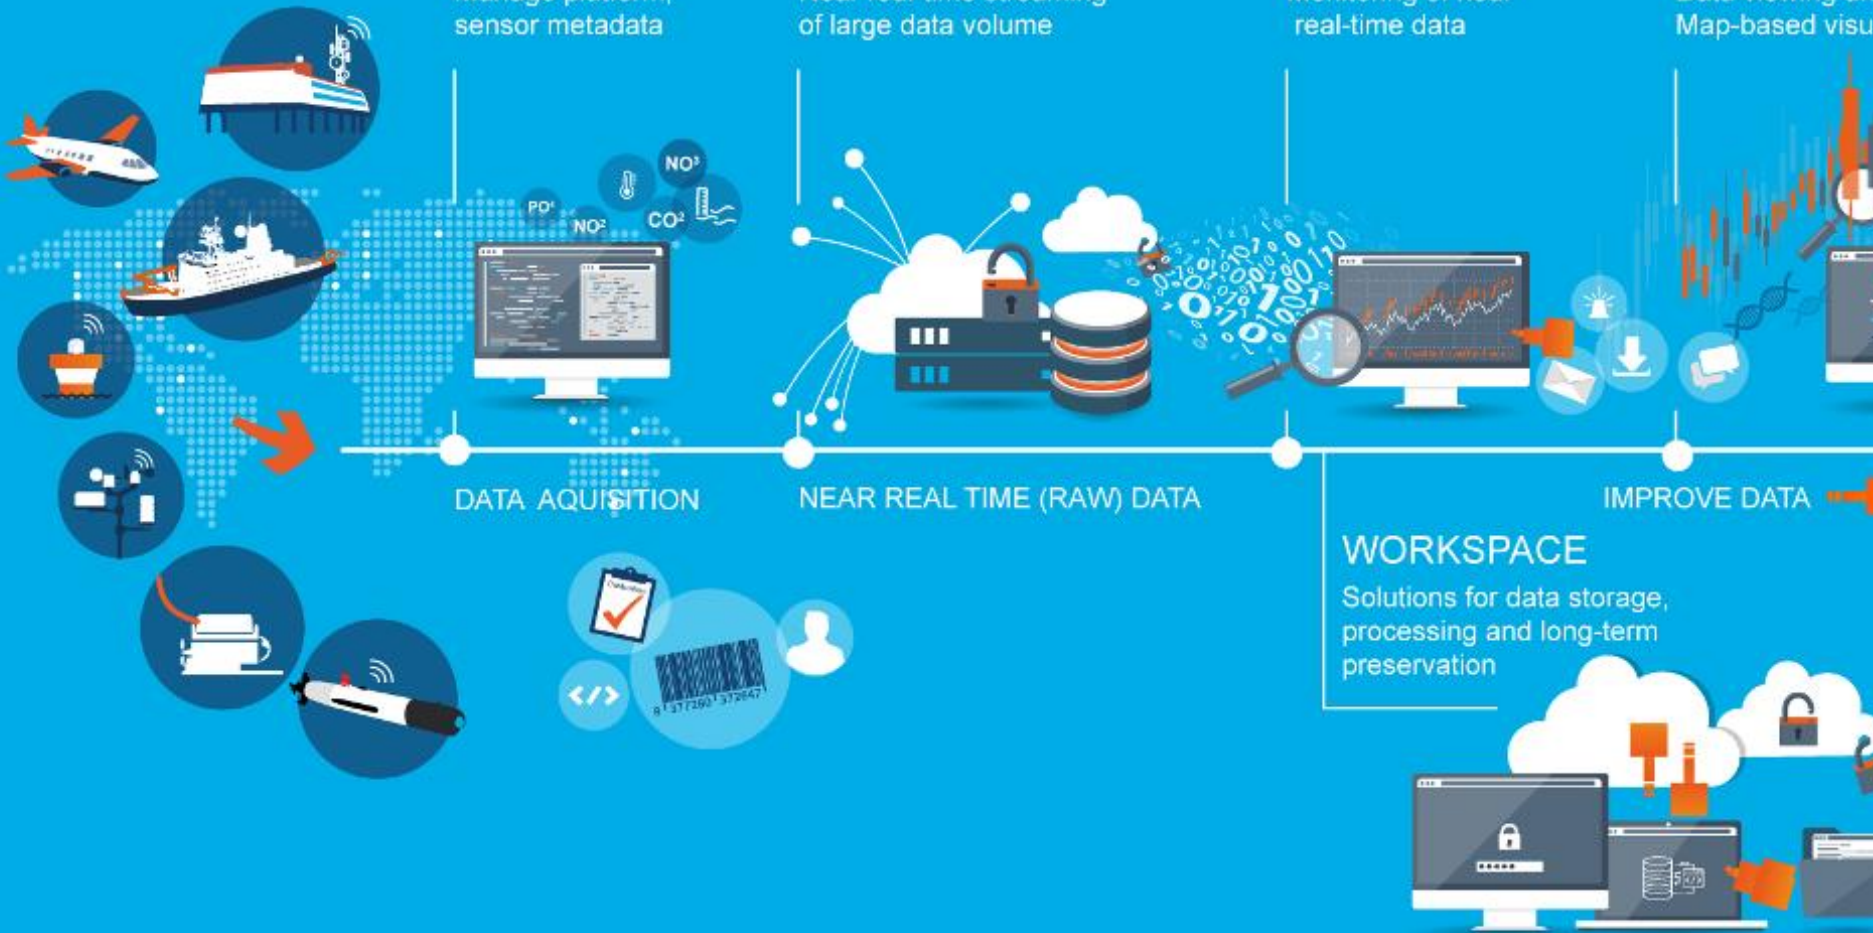 sensor metadata
of large data volume
real-time data
Map-based visu
NO³
PO⁴
NO²
CO²
DATA AQUISITION
NEAR REAL TIME (RAW) DATA
IMPROVE DATA
WORKSPACE
Solutions for data storage,
processing and long-term
preservation